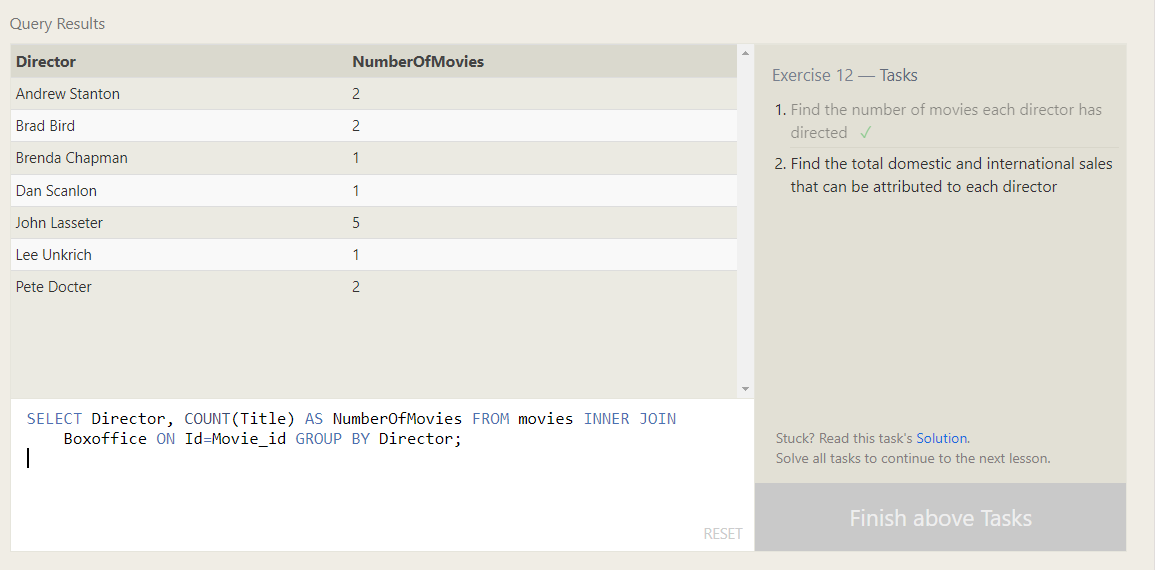 Query Results
Director NumberOfMovies
Andrew Stanton 2
Brad Bird 2
Brenda Chapman 1
Dan Scanlon 1
John Lasseter 5
Lee Unkrich 1
Pete Docter 2
SELECT Director, COUNT(Title) AS NumberOfMovies FROM movies INNER JOIN
Boxoffice ON Id=Movie_id GROUP BY Director;
RESET
Exercise 12 — Tasks
1. Find the number of movies each director has
directed ✓
2. Find the total domestic and international sales
that can be attributed to each director
Stuck? Read this task's Solution.
Solve all tasks to continue to the next lesson.
Finish above Tasks